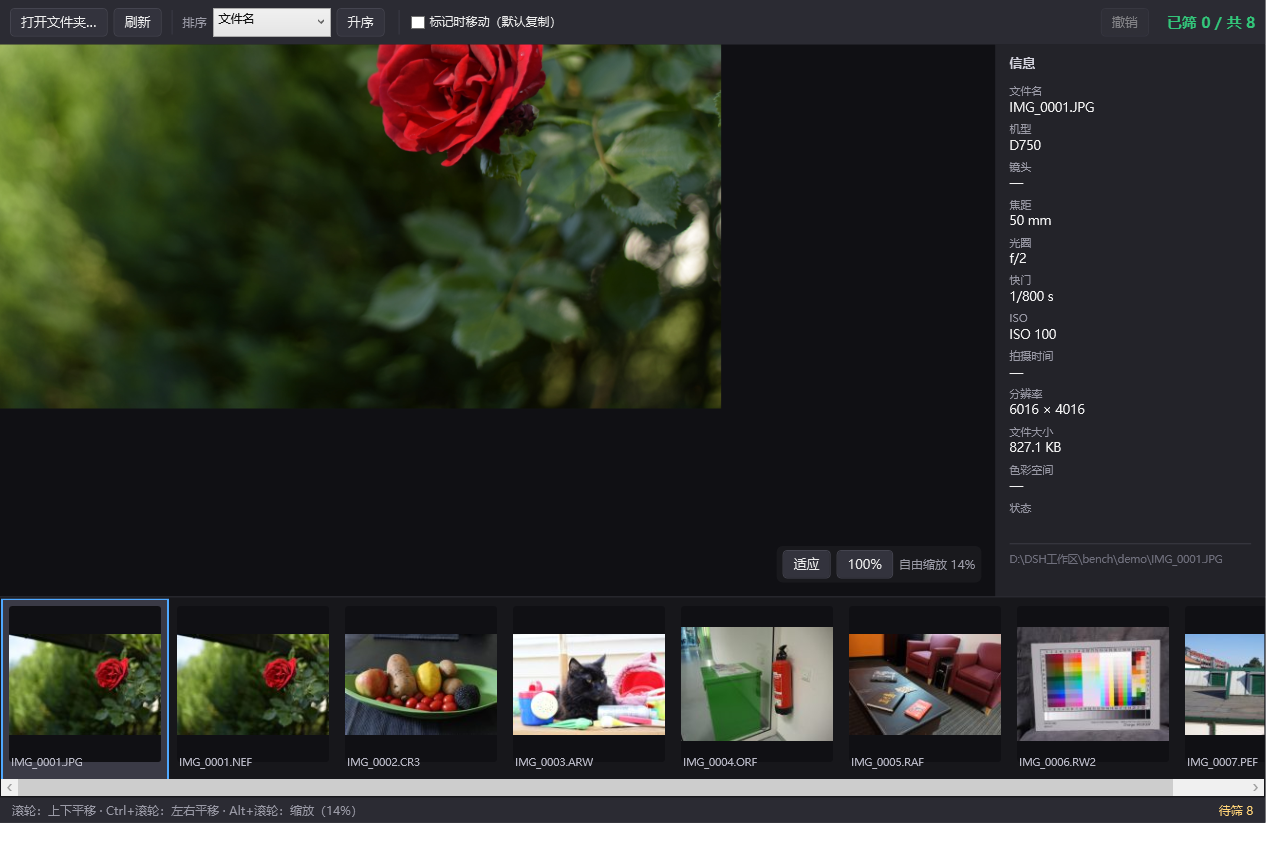 打开文件夹... 刷新 排序 文件名 升序 标记时移动（默认复制） 撤销 已筛 0 / 共 8
信息
文件名
IMG_0001.JPG
机型
D750
镜头
—
焦距
50 mm
光圈
f/2
快门
1/800 s
ISO
ISO 100
拍摄时间
—
分辨率
6016 × 4016
文件大小
827.1 KB
色彩空间
—
状态
D:\DSH工作区\bench\demo\IMG_0001.JPG
适应 100% 自由缩放 14%
IMG_0001.JPG IMG_0001.NEF IMG_0002.CR3 IMG_0003.ARW IMG_0004.ORF IMG_0005.RAF IMG_0006.RW2 IMG_0007.PEF
滚轮：上下平移 · Ctrl+滚轮：左右平移 · Alt+滚轮：缩放（14%） 待筛 8